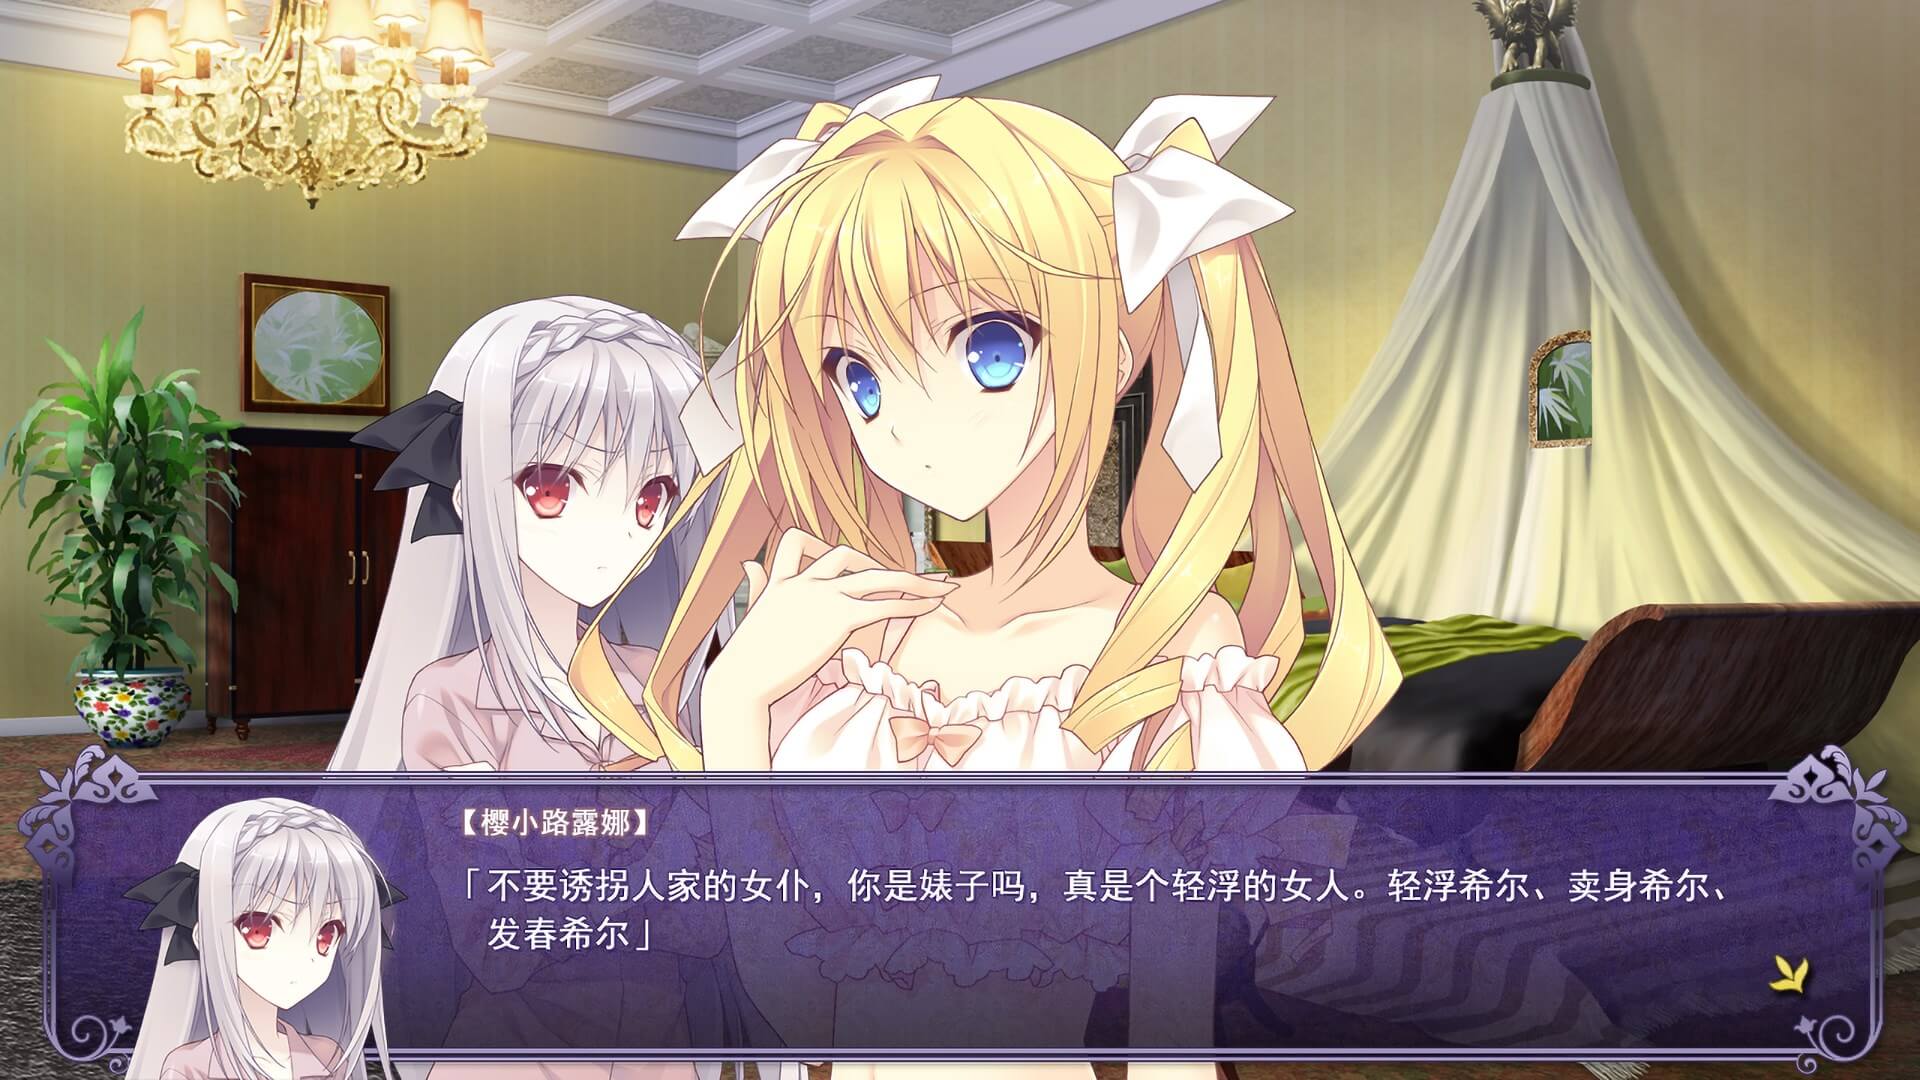 【樱小路露娜】
「不要诱拐人家的女仆，你是婊子吗，真是个轻浮的女人。轻浮希尔、卖身希尔、
发春希尔」